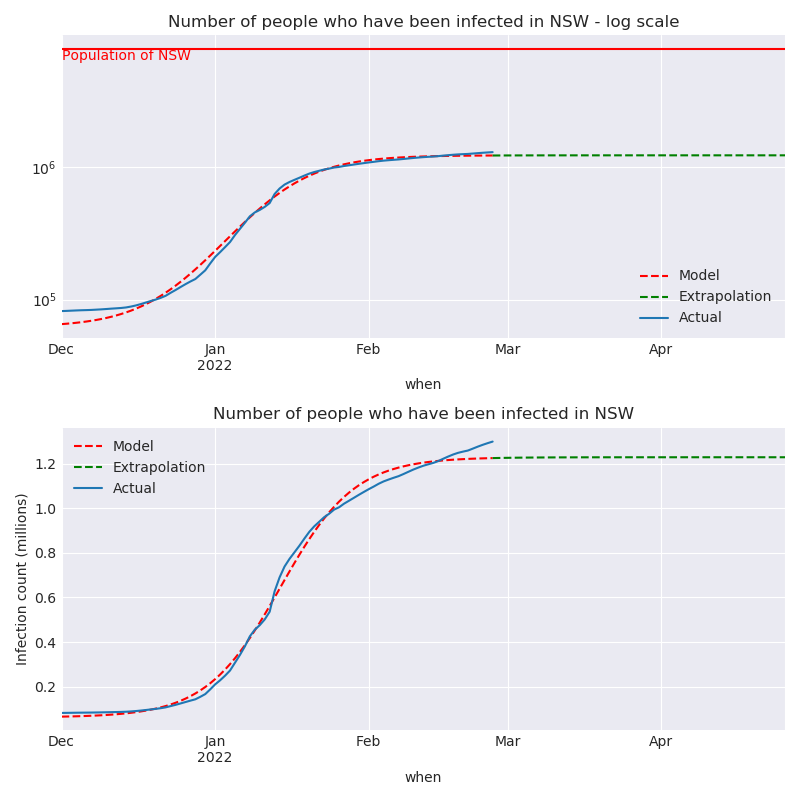 Number of people who have been infected in NSW - log scale
Population of NSW
10^6
10^5
Model
Extrapolation
Actual
Dec Jan Feb Mar Apr
2022
when
Number of people who have been infected in NSW
Infection count (millions)
Model
Extrapolation
Actual
1.2
1.0
0.8
0.6
0.4
0.2
Dec Jan Feb Mar Apr
2022
when